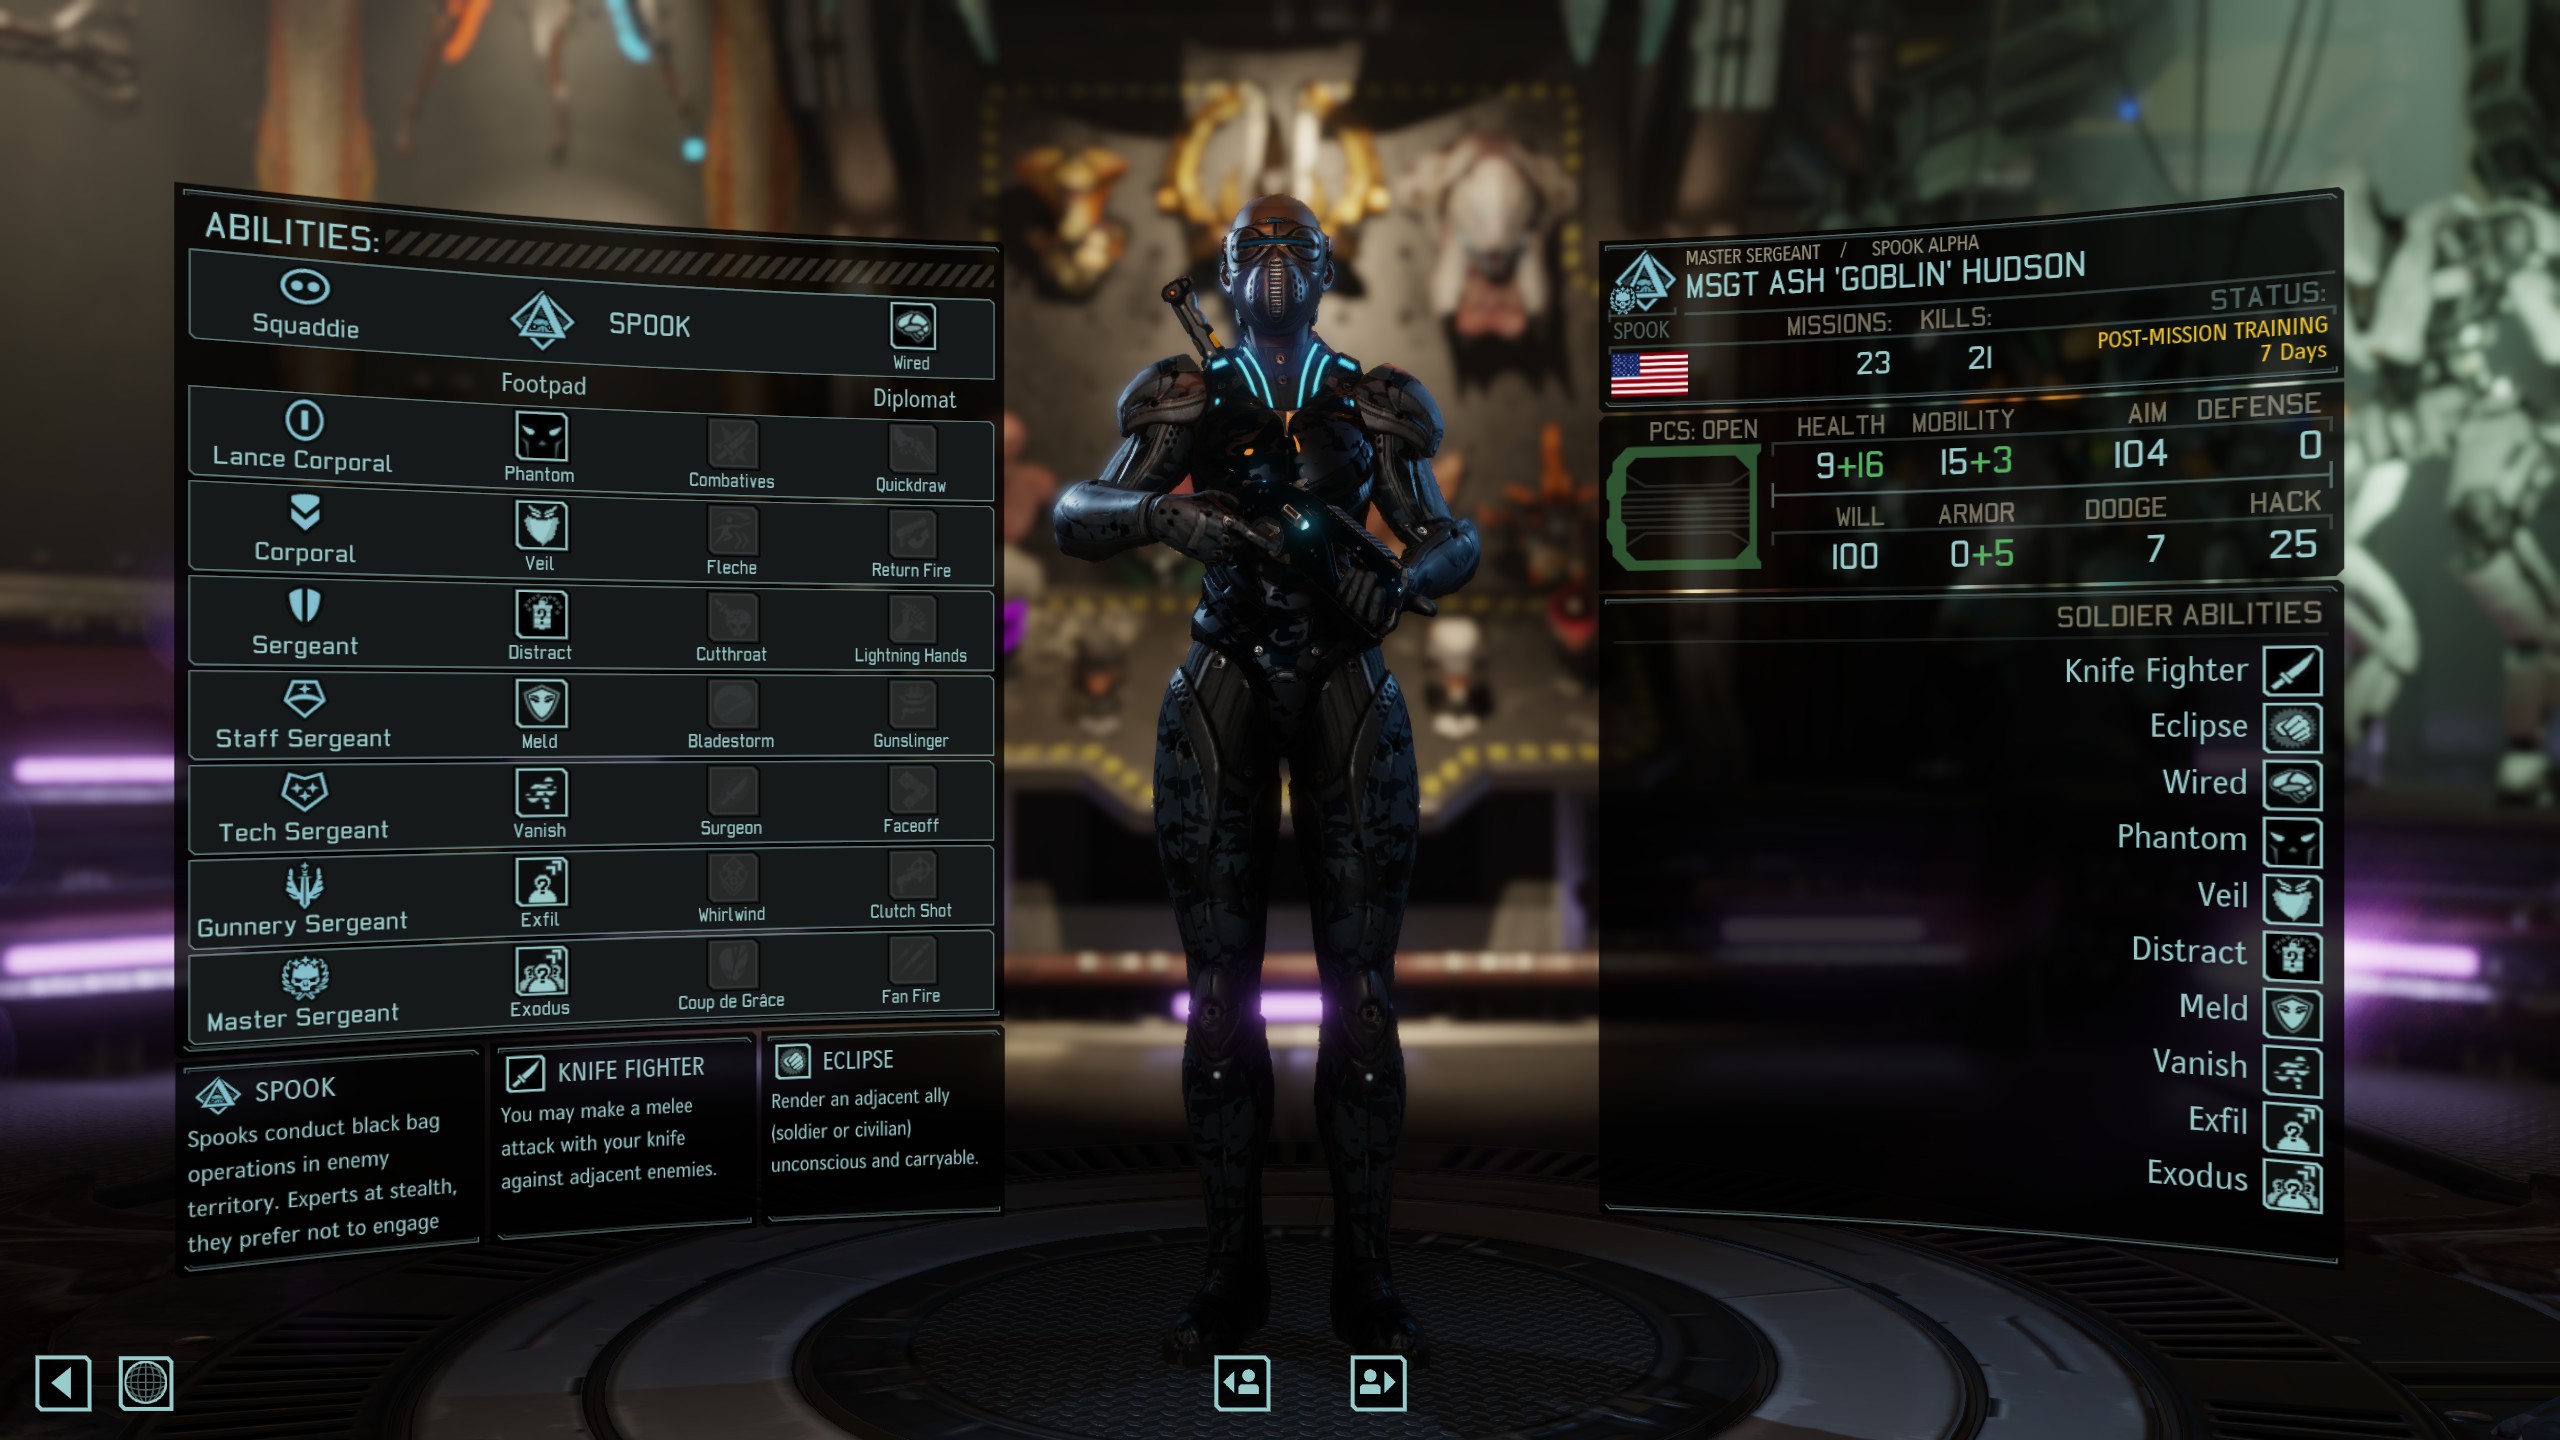 ABILITIES:
Squaddie
SPOOK
Wired
Footpad
Diplomat
Lance Corporal
Phantom
Combatives
Quickdraw
Corporal
Veil
Fleche
Return Fire
Sergeant
Distract
Cutthroat
Lightning Hands
Staff Sergeant
Meld
Bladestorm
Gunslinger
Tech Sergeant
Vanish
Surgeon
Faceoff
Gunnery Sergeant
Exfil
Whirlwind
Clutch Shot
Master Sergeant
Exodus
Coup de Grâce
Fan Fire
SPOOK
Spooks conduct black bag
operations in enemy
territory. Experts at stealth,
they prefer not to engage
KNIFE FIGHTER
You may make a melee
attack with your knife
against adjacent enemies.
ECLIPSE
Render an adjacent ally
(soldier or civilian)
unconscious and carryable.
MASTER SERGEANT / SPOOK ALPHA
MSGT ASH 'GOBLIN' HUDSON
SPOOK
MISSIONS: KILLS: STATUS:
23 21 POST-MISSION TRAINING
7 Days
PCS: OPEN
HEALTH MOBILITY AIM DEFENSE
9+16 15+3 104 0
WILL ARMOR DODGE HACK
100 0+5 7 25
SOLDIER ABILITIES
Knife Fighter
Eclipse
Wired
Phantom
Veil
Distract
Meld
Vanish
Exfil
Exodus